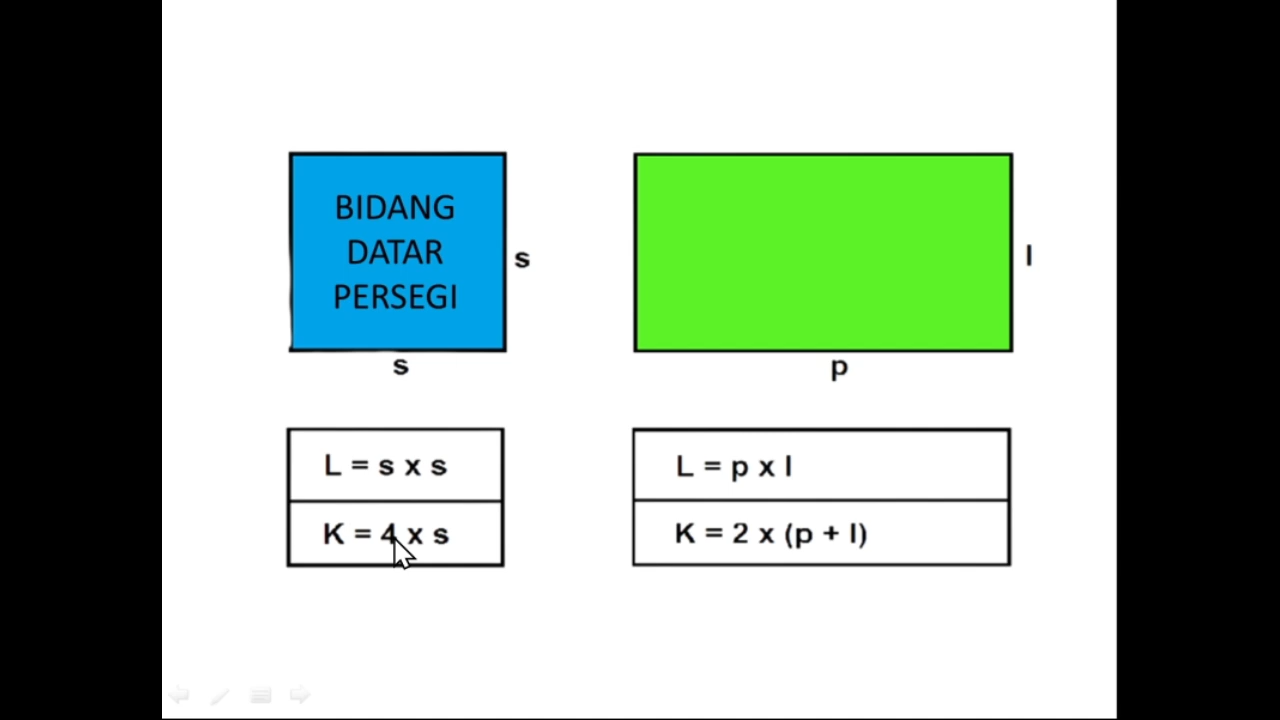 BIDANG
DATAR
PERSEGI
s
s
l
p
L = s x s
K = 4 x s
L = p x l
K = 2 x (p + l)